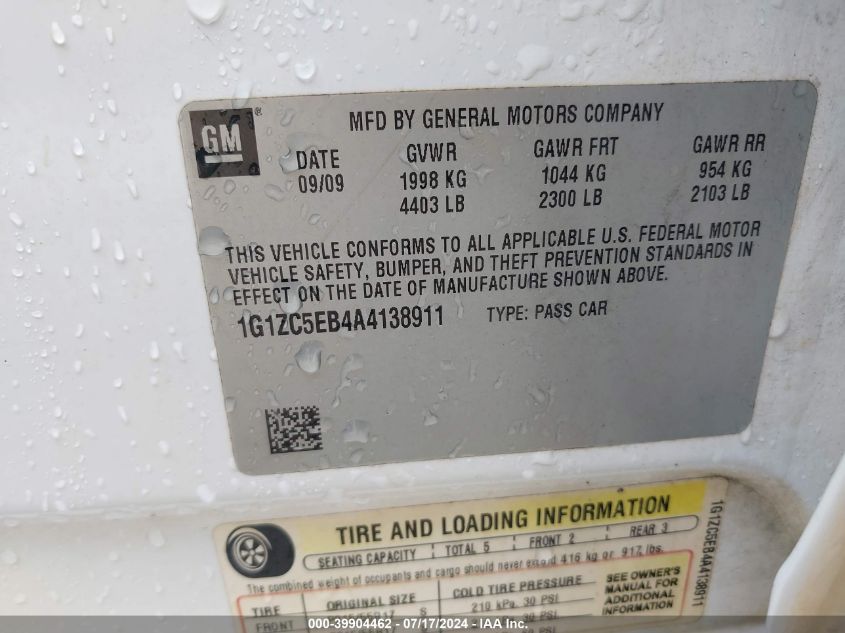 GM
MFD BY GENERAL MOTORS COMPANY
DATE GVWR GAWR FRT GAWR RR
09/09 1998 KG 1044 KG 954 KG
4403 LB 2300 LB 2103 LB
THIS VEHICLE CONFORMS TO ALL APPLICABLE U.S. FEDERAL MOTOR
VEHICLE SAFETY, BUMPER, AND THEFT PREVENTION STANDARDS IN
EFFECT ON THE DATE OF MANUFACTURE SHOWN ABOVE.
1G1ZC5EB4A4138911 TYPE: PASS CAR
TIRE AND LOADING INFORMATION
SEATING CAPACITY TOTAL 5 FRONT 2 REAR 3
The combined weight of occupants and cargo should never exceed 416 kg or 917 lbs.
TIRE ORIGINAL SIZE COLD TIRE PRESSURE
FRONT S 210 kPa, 30 PSI
SEE OWNER'S
MANUAL FOR
ADDITIONAL
INFORMATION
1G1ZC5EB4A4138911
000-39904462 - 07/17/2024 - IAA Inc.